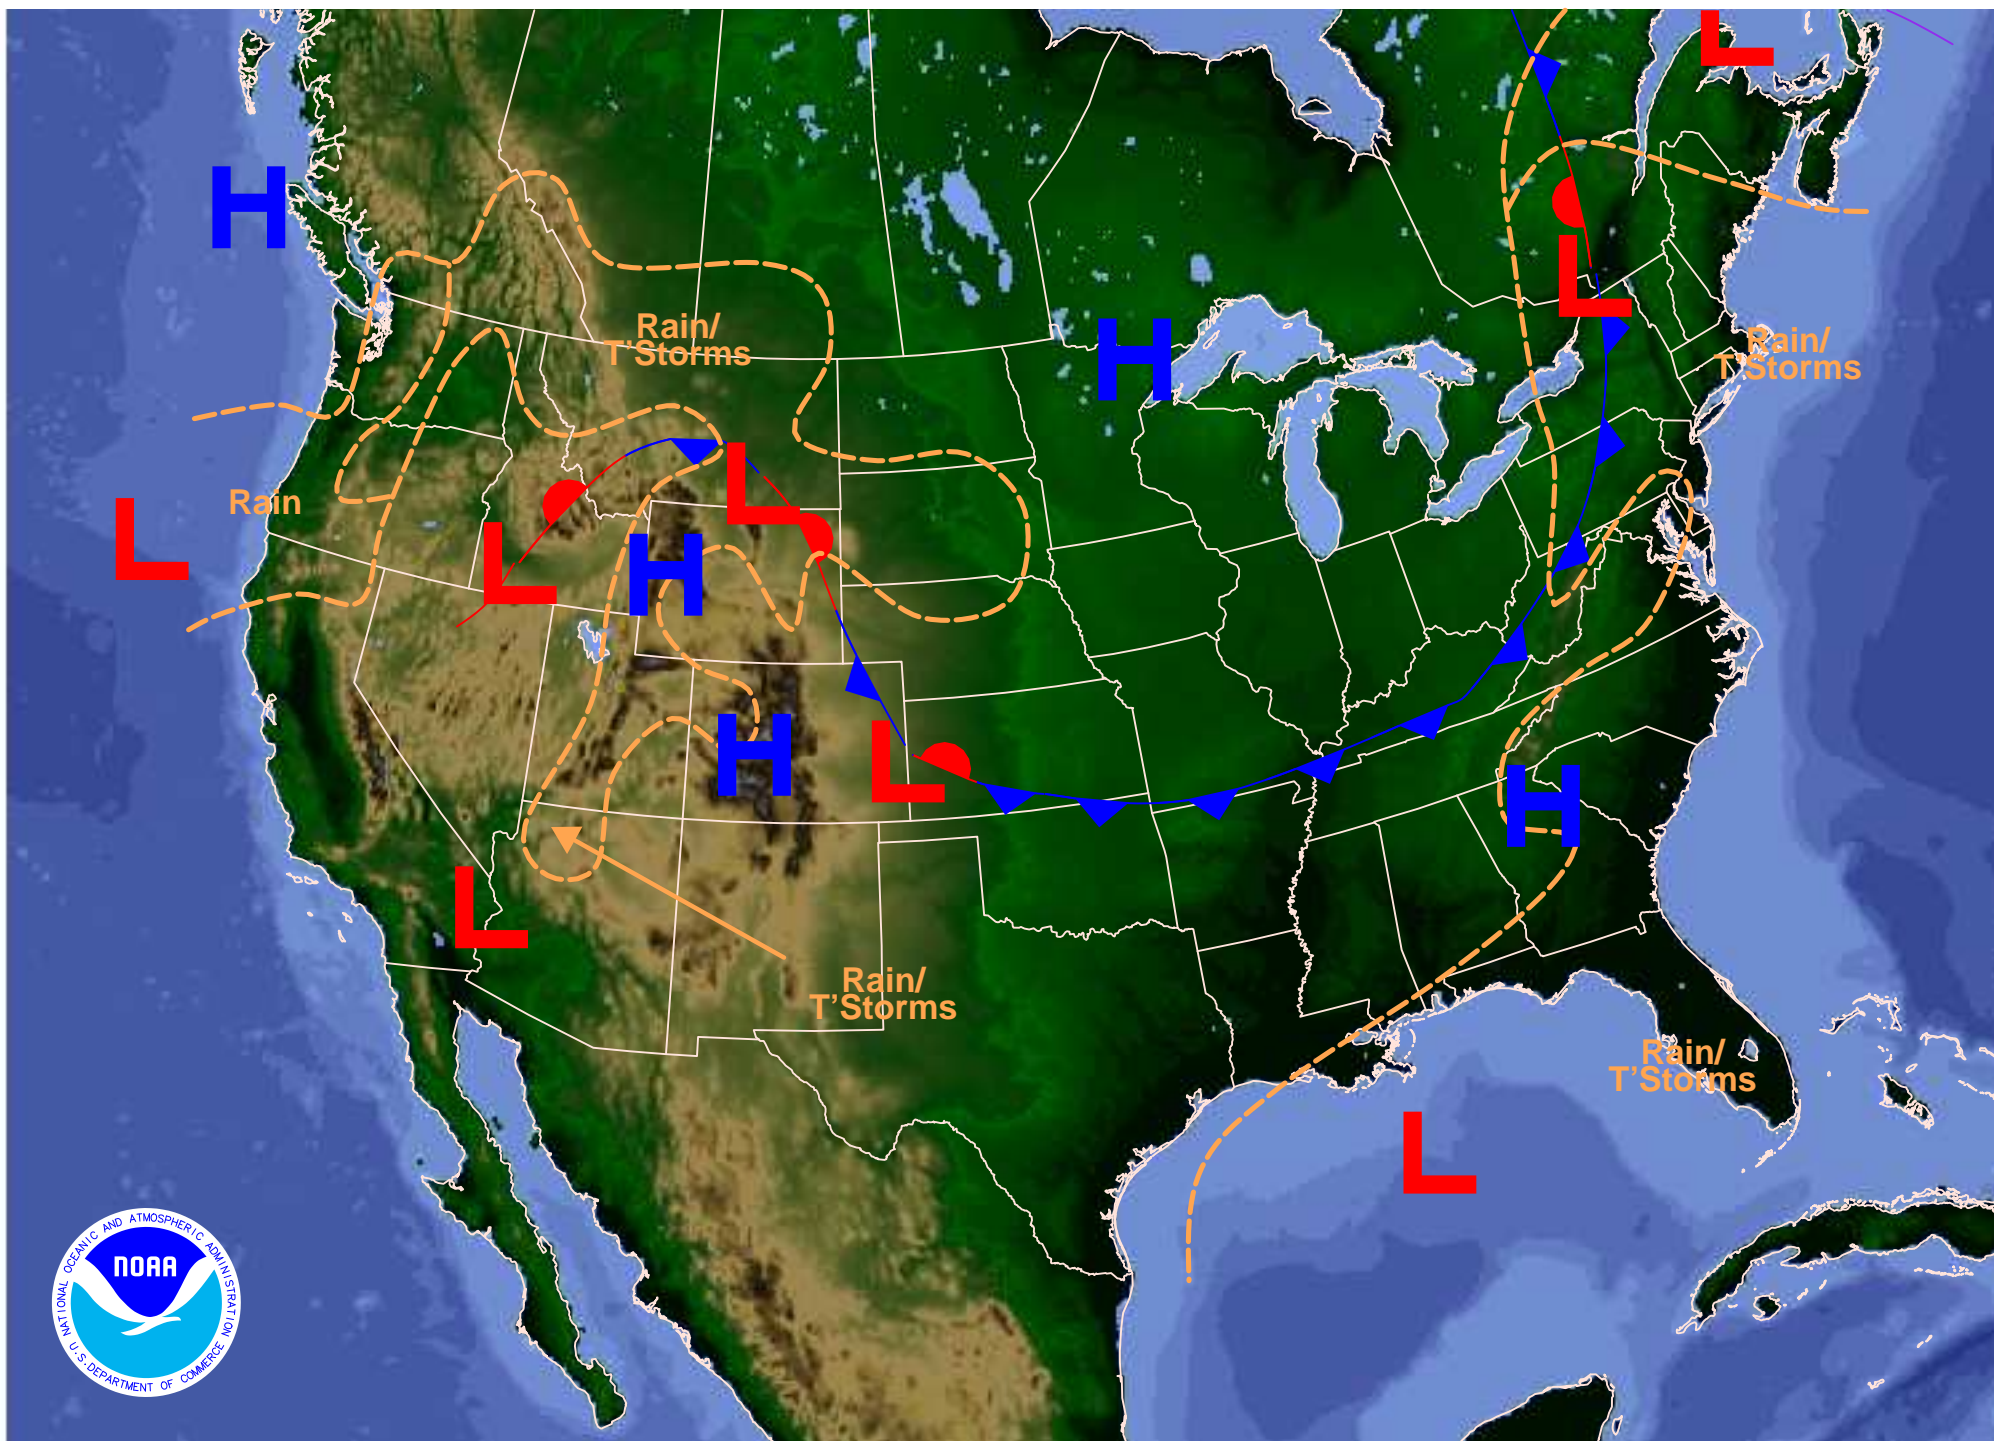 L
H
Rain/
T'Storms
L
H
Rain/
T'Storms
L
Rain
L
L
H
H
L
H
L
Rain/
T'Storms
Rain/
T'Storms
L
NATIONAL OCEANIC AND ATMOSPHERIC ADMINISTRATION
NOAA
U.S. DEPARTMENT OF COMMERCE